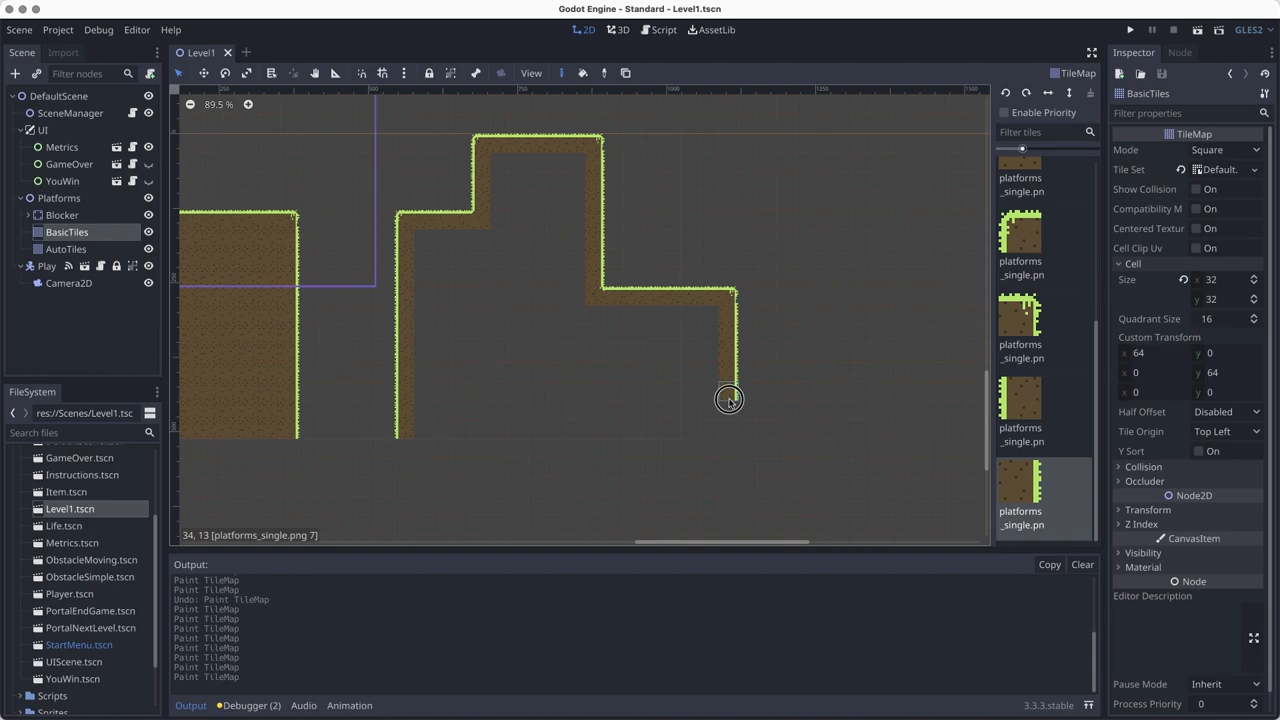 Godot Engine - Standard - Level1.tscn
Scene Project Debug Editor Help
2D 3D Script AssetLib
GLES2
Scene Import
Level1
Inspector Node
Filter nodes
View
TileMap
DefaultScene
SceneManager
UI
Metrics
GameOver
YouWin
Platforms
Blocker
BasicTiles
AutoTiles
Play
Camera2D
250 500 750 1000 1250 1500
0
250
500
89.5 %
34, 13 [platforms_single.png 7]
Enable Priority
Filter tiles
platforms
_single.pn
platforms
_single.pn
platforms
_single.pn
platforms
_single.pn
platforms
_single.pn
BasicTiles
Filter properties
TileMap
Mode Square
Tile Set Default.
Show Collision On
Compatibility M On
Centered Textur On
Cell Clip Uv On
Cell
Size x 32
y 32
Quadrant Size 16
Custom Transform
x 64 y 0
x 0 y 64
x 0 y 0
Half Offset Disabled
Tile Origin Top Left
Y Sort On
Collision
Occluder
Node2D
Transform
Z Index
CanvasItem
Visibility
Material
Node
Editor Description
Pause Mode Inherit
Process Priority 0
FileSystem
res://Scenes/Level1.tsc
Search files
GameOver.tscn
Instructions.tscn
Item.tscn
Level1.tscn
Life.tscn
Metrics.tscn
ObstacleMoving.tscn
ObstacleSimple.tscn
Player.tscn
PortalEndGame.tscn
PortalNextLevel.tscn
StartMenu.tscn
UIScene.tscn
YouWin.tscn
Scripts
Sprites
Output:
Copy Clear
Paint TileMap
Paint TileMap
Undo: Paint TileMap
Paint TileMap
Paint TileMap
Paint TileMap
Paint TileMap
Paint TileMap
Paint TileMap
Paint TileMap
Paint TileMap
Output Debugger (2) Audio Animation
3.3.3.stable